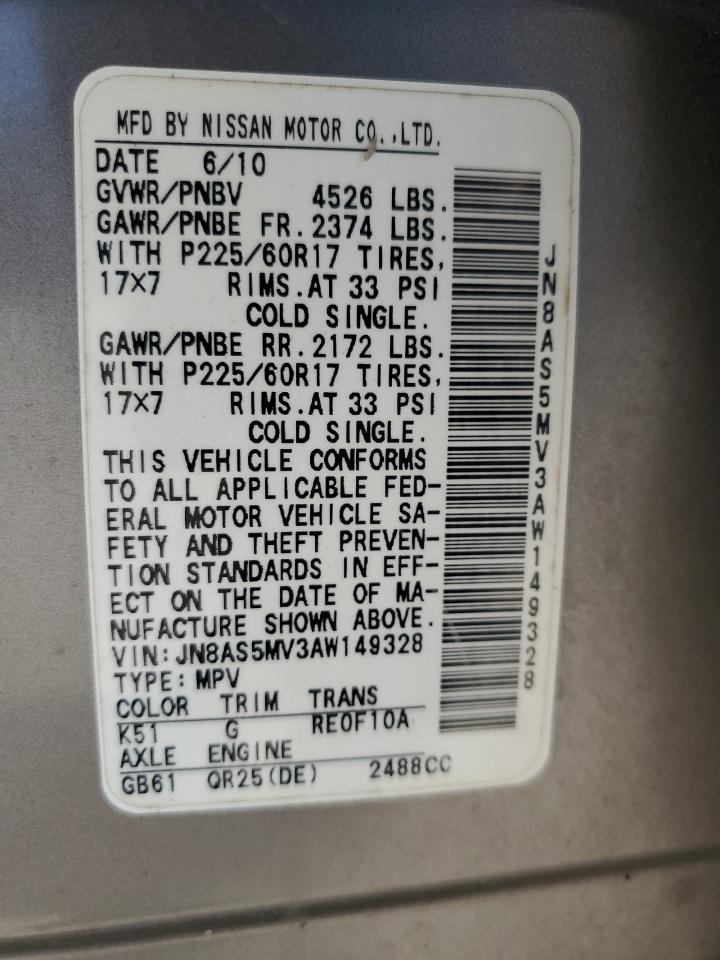 MFD BY NISSAN MOTOR CO.,LTD.
DATE 6/10
GVWR/PNBV 4526 LBS.
GAWR/PNBE FR.2374 LBS.
WITH P225/60R17 TIRES,
17X7 RIMS.AT 33 PSI
COLD SINGLE.
GAWR/PNBE RR.2172 LBS.
WITH P225/60R17 TIRES,
17X7 RIMS.AT 33 PSI
COLD SINGLE.
THIS VEHICLE CONFORMS
TO ALL APPLICABLE FED-
ERAL MOTOR VEHICLE SA-
FETY AND THEFT PREVEN-
TION STANDARDS IN EFF-
ECT ON THE DATE OF MA-
NUFACTURE SHOWN ABOVE.
VIN:JN8AS5MV3AW149328
TYPE:MPV
COLOR TRIM TRANS
K51 G RE0F10A
AXLE ENGINE
GB61 QR25(DE) 2488CC
JN8AS5MV3AW149328